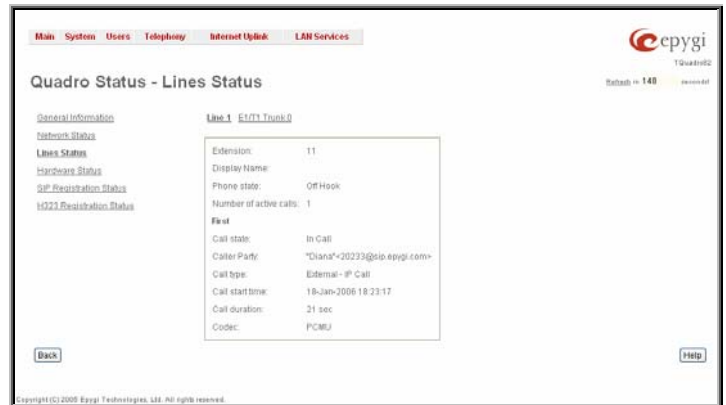 Main System Users Telephony Internet Uplink LAN Services
epygi
1Quadro82
Quadro Status - Lines Status
Refresh in 140 seconds!
General Information
Network Status
Lines Status
Hardware Status
SIP Registration Status
H323 Registration Status
Line 1 E1/T1 Trunk 0
Extension: 11
Display Name:
Phone state: Off Hook
Number of active calls: 1
First
Call state: In Call
Caller Party: "Diana"<20233@sip.epygi.com>
Call type: External - IP Call
Call start time: 18-Jan-2006 18:23:17
Call duration: 21 sec
Codec: PCMU
Back
Help
Copyright (C) 2005 Epygi Technologies, Ltd. All rights reserved.